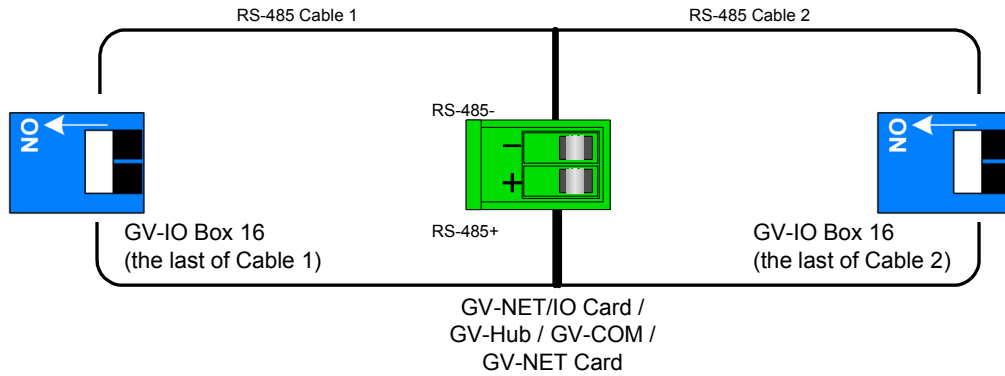 RS-485 Cable 1
RS-485 Cable 2
RS-485-
ON
ON
−
+
RS-485+
GV-IO Box 16
(the last of Cable 1)
GV-IO Box 16
(the last of Cable 2)
GV-NET/IO Card /
GV-Hub / GV-COM /
GV-NET Card